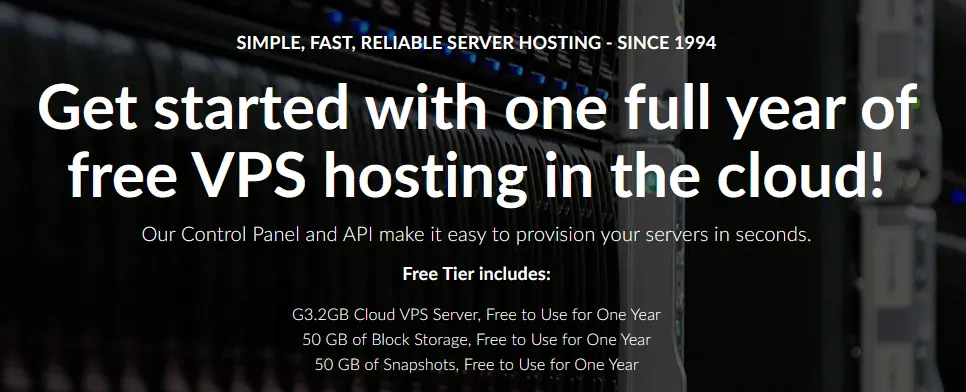 SIMPLE, FAST, RELIABLE SERVER HOSTING - SINCE 1994
Get started with one full year of
free VPS hosting in the cloud!
Our Control Panel and API make it easy to provision your servers in seconds.
Free Tier includes:
G3.2GB Cloud VPS Server, Free to Use for One Year
50 GB of Block Storage, Free to Use for One Year
50 GB of Snapshots, Free to Use for One Year